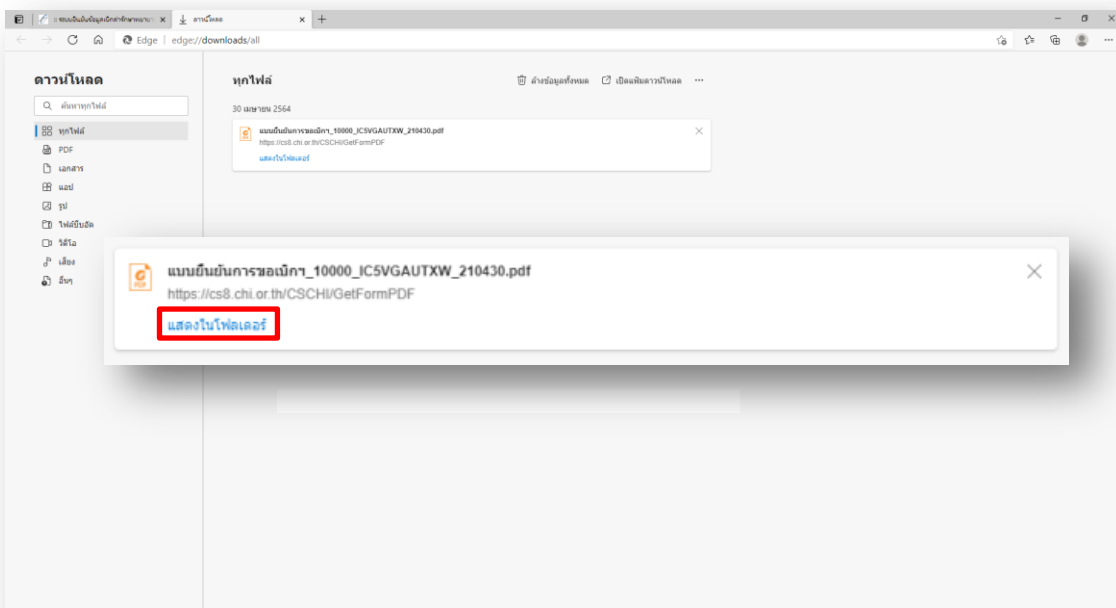 ดาวน์โหลด
Edge | edge://downloads/all
ดาวน์โหลด
ค้นหาทุกไฟล์
ทุกไฟล์
PDF
เอกสาร
แอป
รูป
ไฟล์บีบอัด
วิดีโอ
เสียง
อื่นๆ
ทุกไฟล์
ล้างข้อมูลทั้งหมด
เปิดแฟ้มดาวน์โหลด
30 เมษายน 2564
แบบยืนยันการขอเบิกฯ_10000_IC5VGAUTXW_210430.pdf
https://cs8.chi.or.th/CSCHI/GetFormPDF
แสดงในโฟลเดอร์
แบบยืนยันการขอเบิกฯ_10000_IC5VGAUTXW_210430.pdf
https://cs8.chi.or.th/CSCHI/GetFormPDF
แสดงในโฟลเดอร์